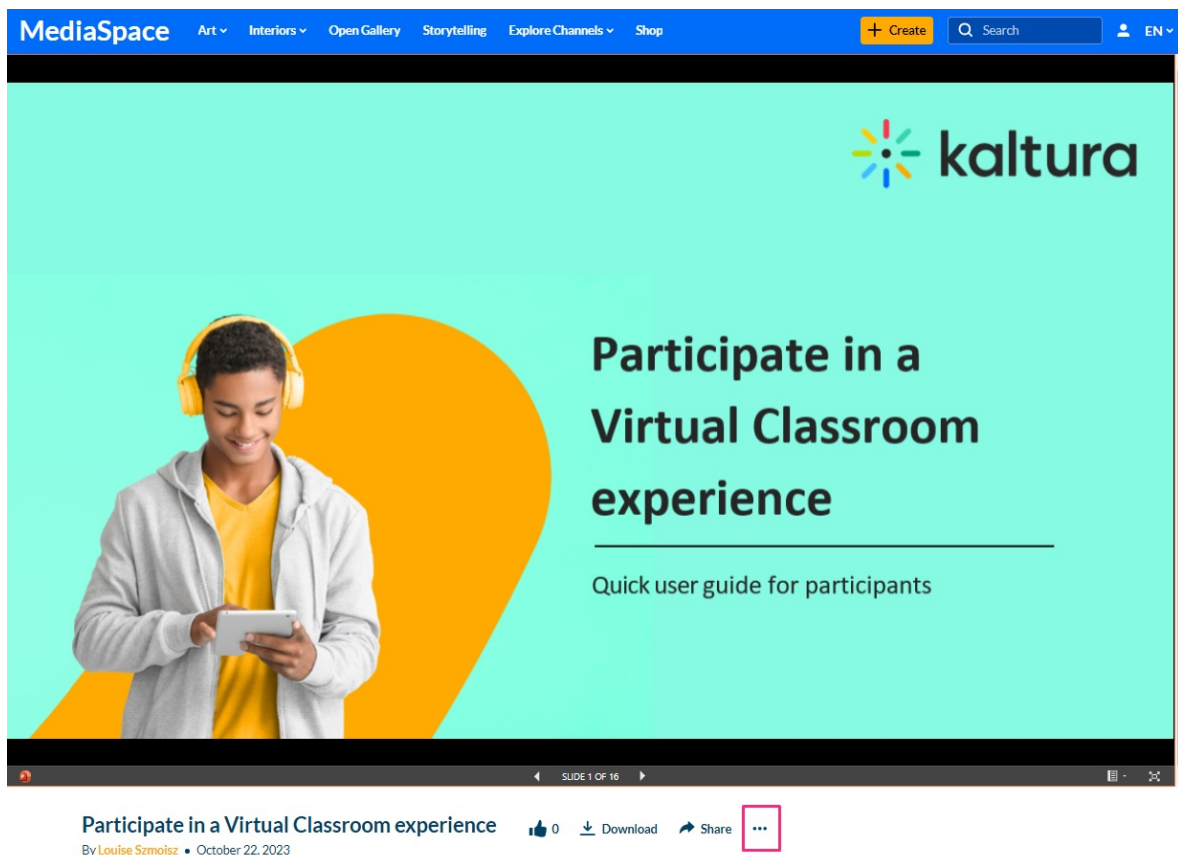 MediaSpace Art Interiors Open Gallery Storytelling Explore Channels Shop + Create Search EN
kaltura
Participate in a
Virtual Classroom
experience
Quick user guide for participants
SLIDE 1 OF 16
Participate in a Virtual Classroom experience 0 Download Share ...
By Louise Szmoisz • October 22, 2023